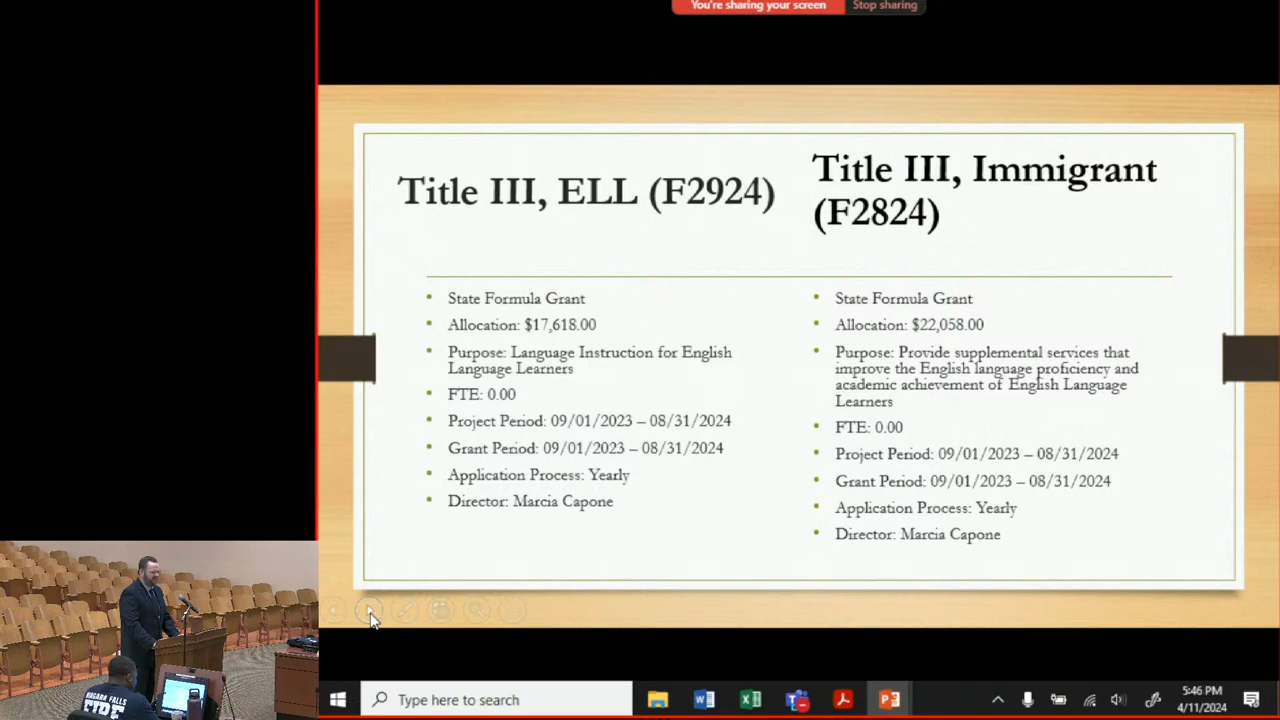 You're sharing your screen
Stop sharing
Title III, ELL (F2924)
• State Formula Grant
• Allocation: $17,618.00
• Purpose: Language Instruction for English
Language Learners
• FTE: 0.00
• Project Period: 09/01/2023 – 08/31/2024
• Grant Period: 09/01/2023 – 08/31/2024
• Application Process: Yearly
• Director: Marcia Capone
Title III, Immigrant
(F2824)
• State Formula Grant
• Allocation: $22,058.00
• Purpose: Provide supplemental services that
improve the English language proficiency and
academic achievement of English Language
Learners
• FTE: 0.00
• Project Period: 09/01/2023 – 08/31/2024
• Grant Period: 09/01/2023 – 08/31/2024
• Application Process: Yearly
• Director: Marcia Capone
NIAGARA FALLS
FIRE
Type here to search
5:46 PM
4/11/2024